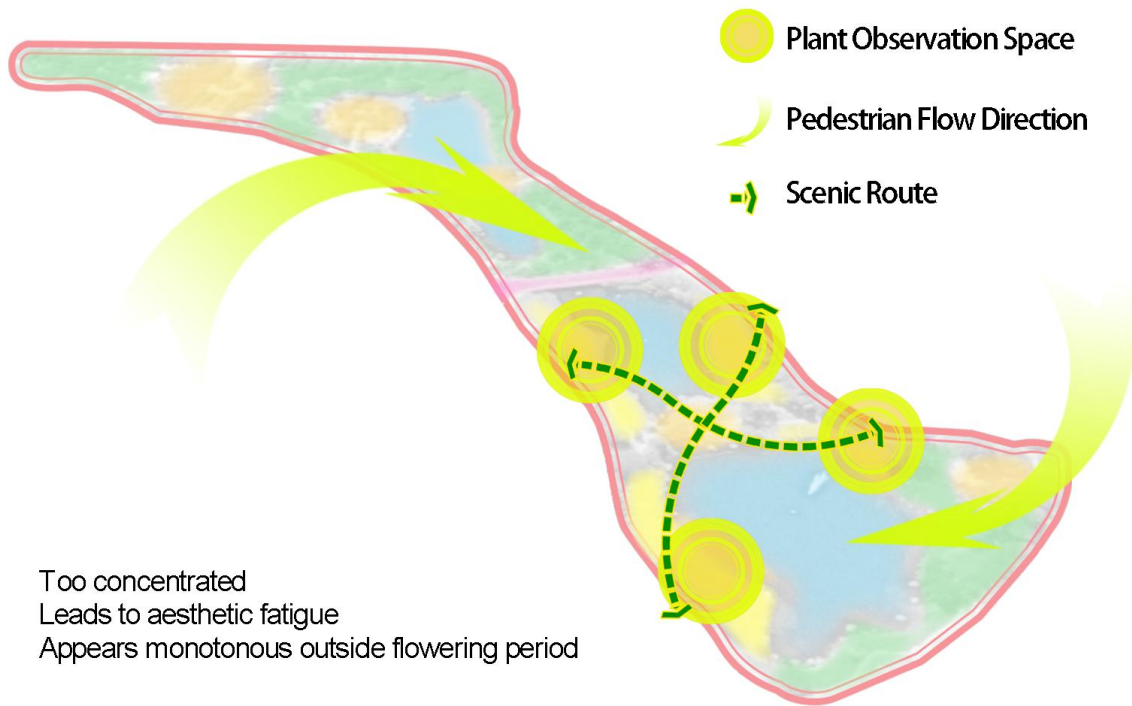 Plant Observation Space
Pedestrian Flow Direction
Scenic Route
Too concentrated
Leads to aesthetic fatigue
Appears monotonous outside flowering period